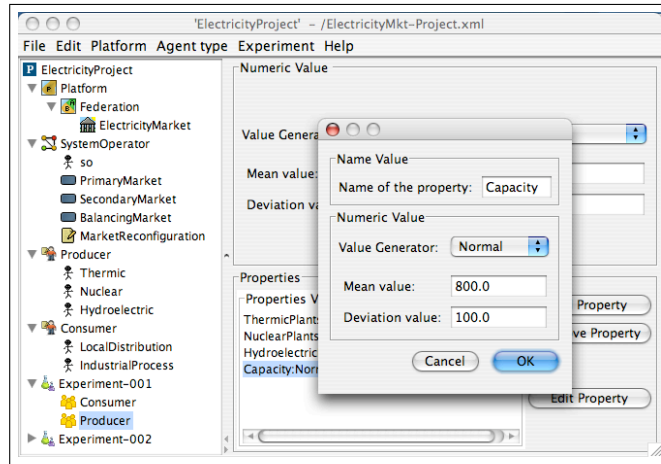 'ElectricityProject' - /ElectricityMkt-Project.xml
File Edit Platform Agent type Experiment Help
P ElectricityProject
Platform
Federation
ElectricityMarket
SystemOperator
so
PrimaryMarket
SecondaryMarket
BalancingMarket
MarketReconfiguration
Producer
Thermic
Nuclear
Hydroelectric
Consumer
LocalDistribution
IndustrialProcess
Experiment-001
Consumer
Producer
Experiment-002
Numeric Value
Value Genera
Mean value:
Deviation va
Properties
Properties V
ThermicPlants
NuclearPlants
Hydroelectric
Capacity:Nor
Property
ve Property
Edit Property
Name Value
Name of the property: Capacity
Numeric Value
Value Generator: Normal
Mean value: 800.0
Deviation value: 100.0
Cancel OK